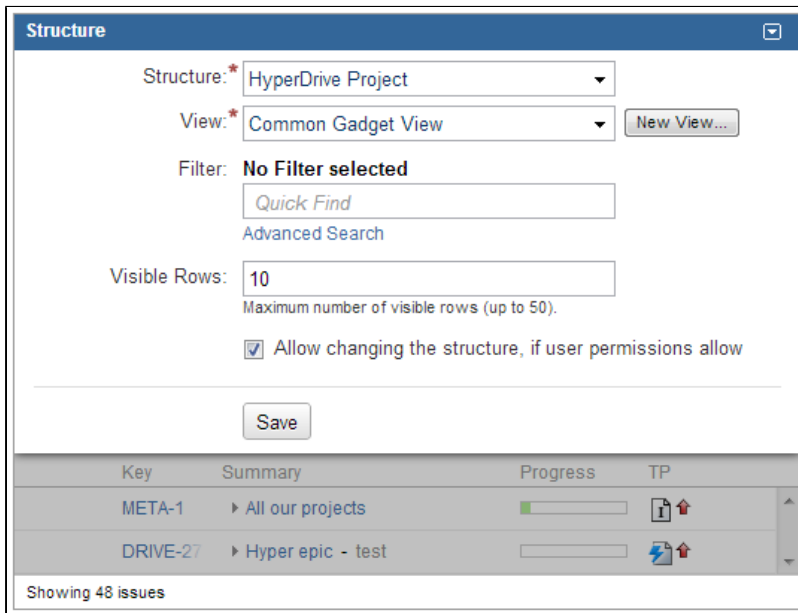 Structure
Structure:* HyperDrive Project
View:* Common Gadget View New View...
Filter: No Filter selected
Quick Find
Advanced Search
Visible Rows: 10
Maximum number of visible rows (up to 50).
Allow changing the structure, if user permissions allow
Save
Key Summary Progress TP
META-1 All our projects
DRIVE-27 Hyper epic - test
Showing 48 issues